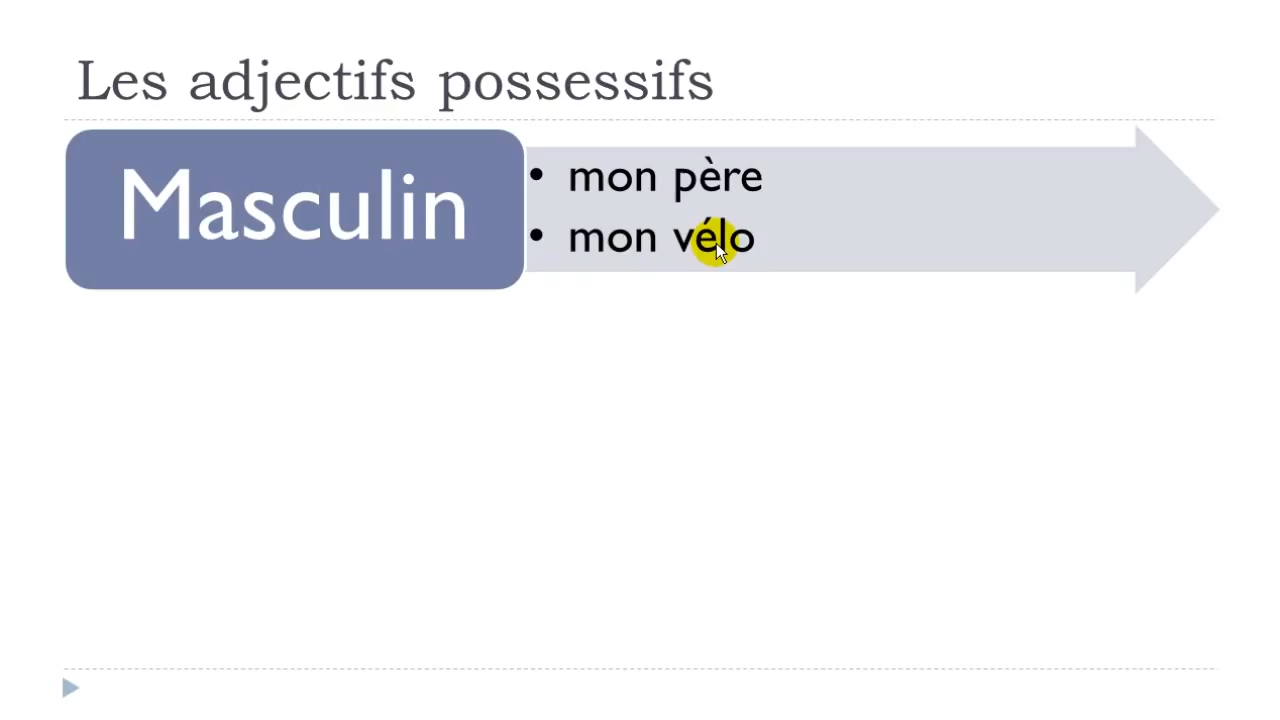 Les adjectifs possessifs
Masculin
• mon père
• mon vélo